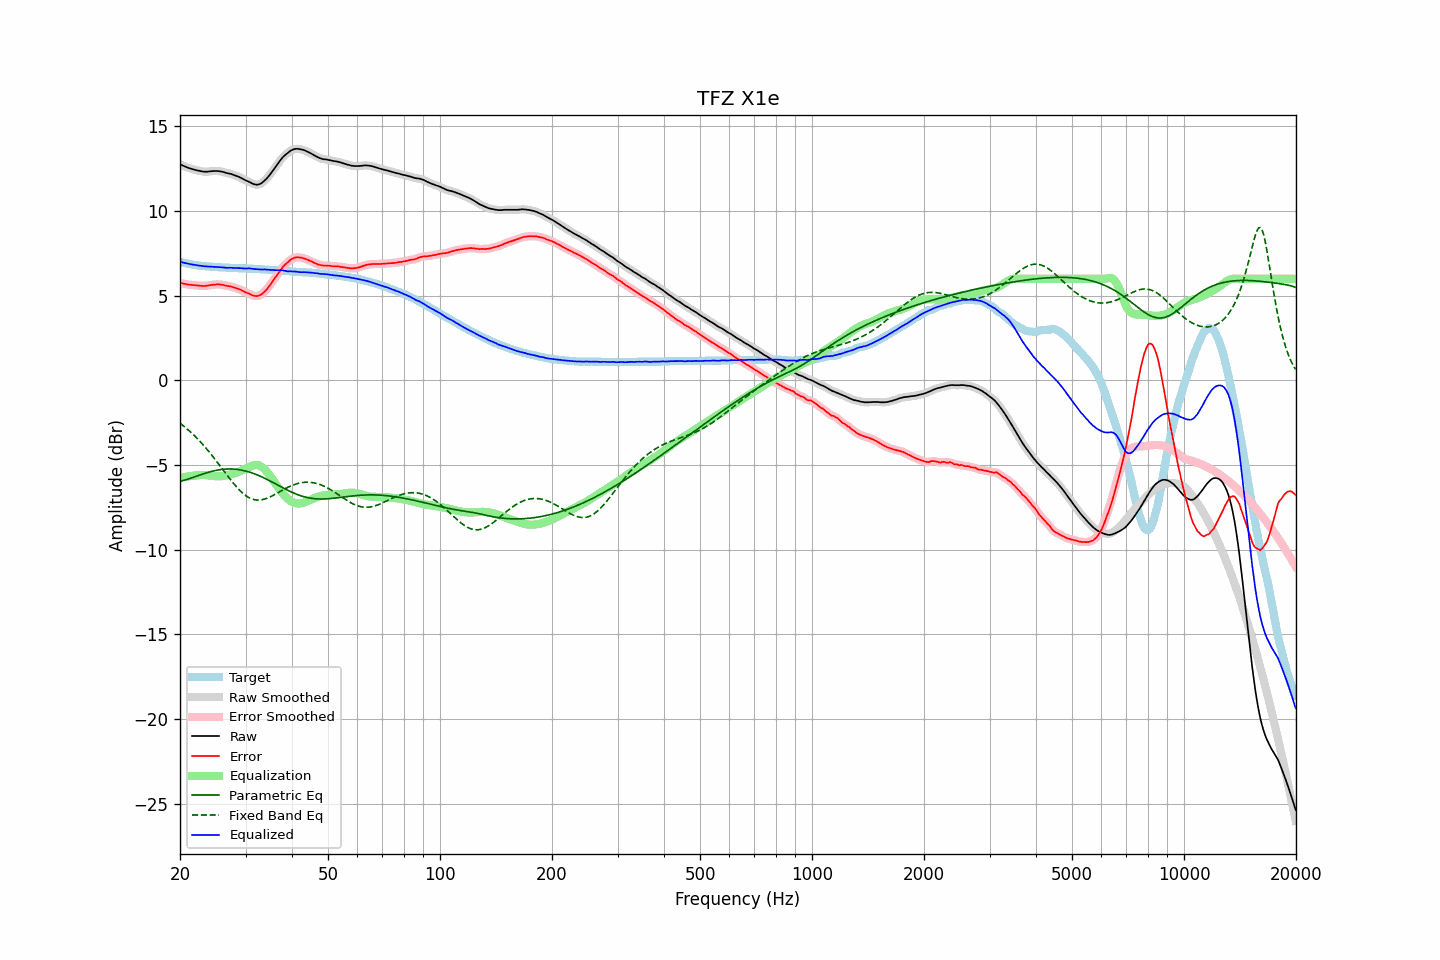 TFZ X1e
Amplitude (dBr)
15
10
5
0
−5
−10
−15
−20
−25
Target
Raw Smoothed
Error Smoothed
Raw
Error
Equalization
Parametric Eq
Fixed Band Eq
Equalized
20 50 100 200 500 1000 2000 5000 10000 20000
Frequency (Hz)